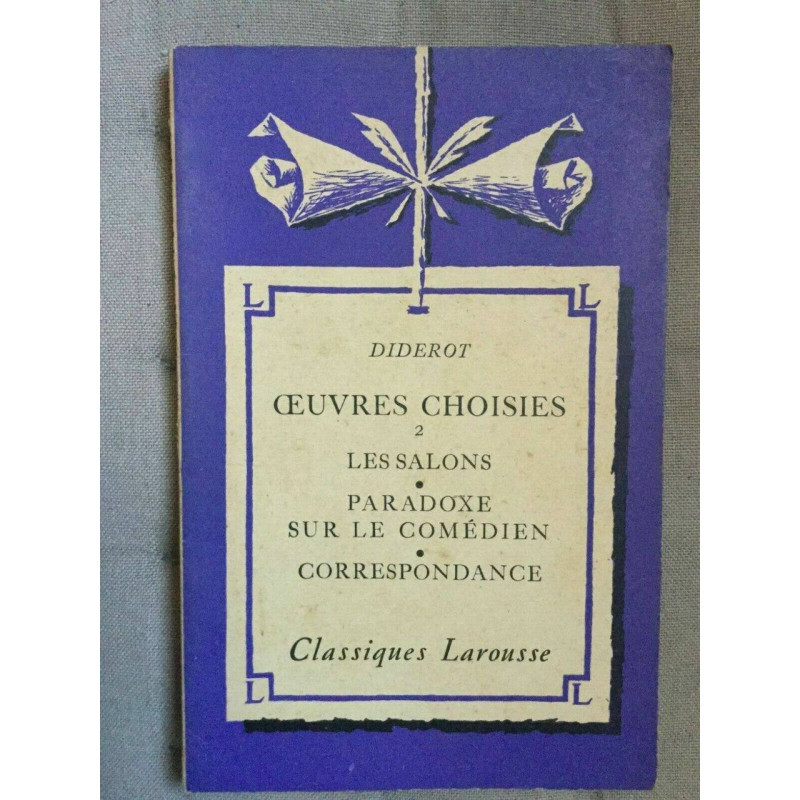 L L
DIDEROT
ŒUVRES CHOISIES
2
LES SALONS
•
PARADOXE
SUR LE COMÉDIEN
•
CORRESPONDANCE
Classiques Larousse
L L